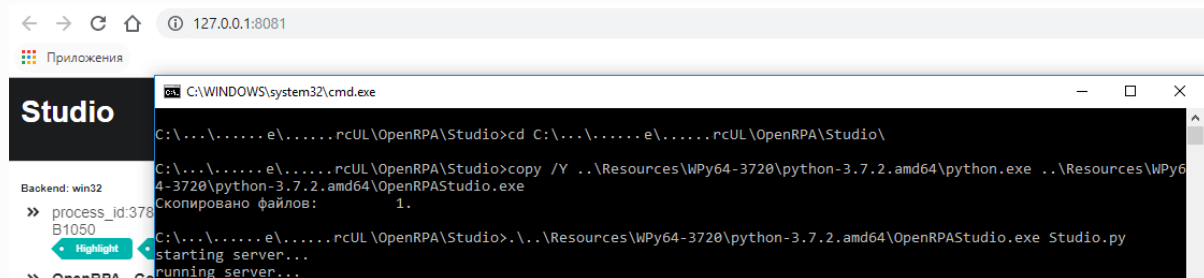 127.0.0.1:8081
Приложения
Studio
C:\WINDOWS\system32\cmd.exe
C:\...\......e\......rcUL\OpenRPA\Studio>cd C:\...\......e\......rcUL\OpenRPA\Studio\
C:\...\......e\......rcUL\OpenRPA\Studio>copy /Y ..\Resources\WPy64-3720\python-3.7.2.amd64\python.exe ..\Resources\WPy6
4-3720\python-3.7.2.amd64\OpenRPAStudio.exe
Скопировано файлов:         1.
C:\...\......e\......rcUL\OpenRPA\Studio>.\..\Resources\WPy64-3720\python-3.7.2.amd64\OpenRPAStudio.exe Studio.py
starting server...
running server...
Backend: win32
process_id:378
B1050
Highlight
OpenRPA